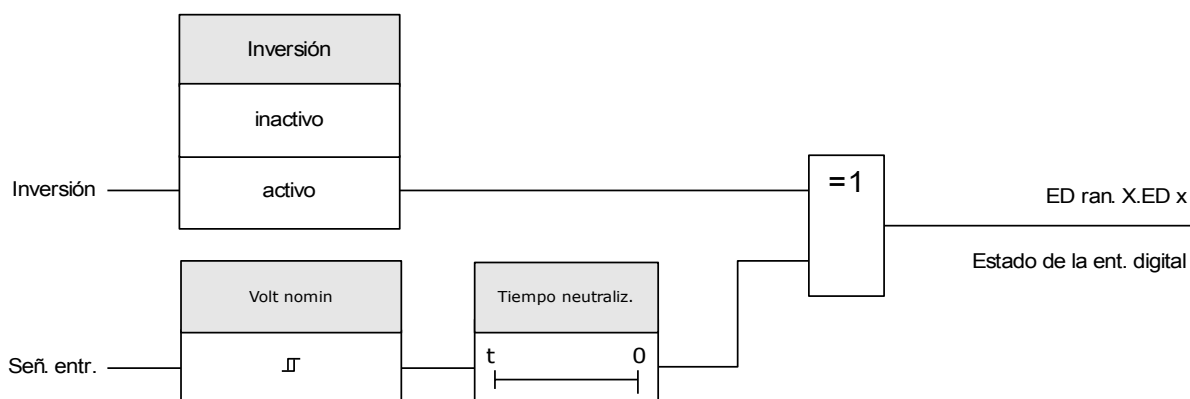 Inversión
inactivo
Inversión
activo
=1
ED ran. X.ED x
Estado de la ent. digital
Volt nomin
Tiempo neutraliz.
Señ. entr.
t
0